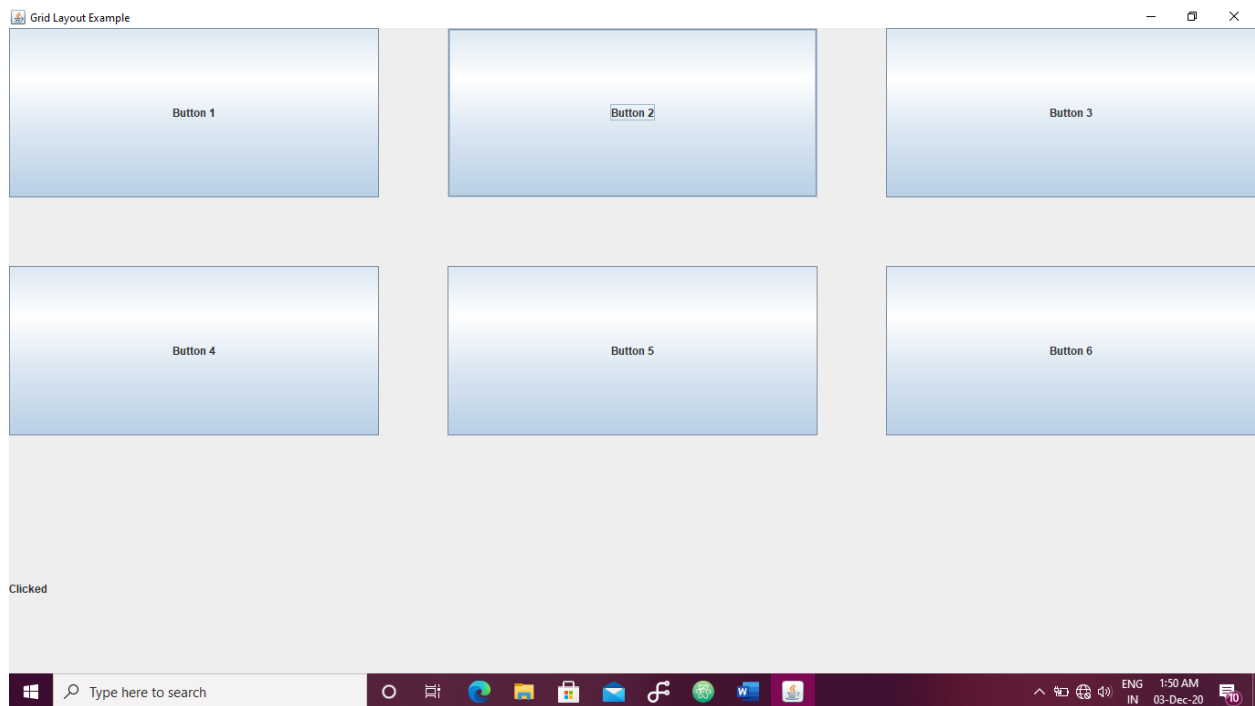 Grid Layout Example
Button 1
Button 2
Button 3
Button 4
Button 5
Button 6
Clicked
Type here to search
W
ENG
IN
1:50 AM
03-Dec-20
10